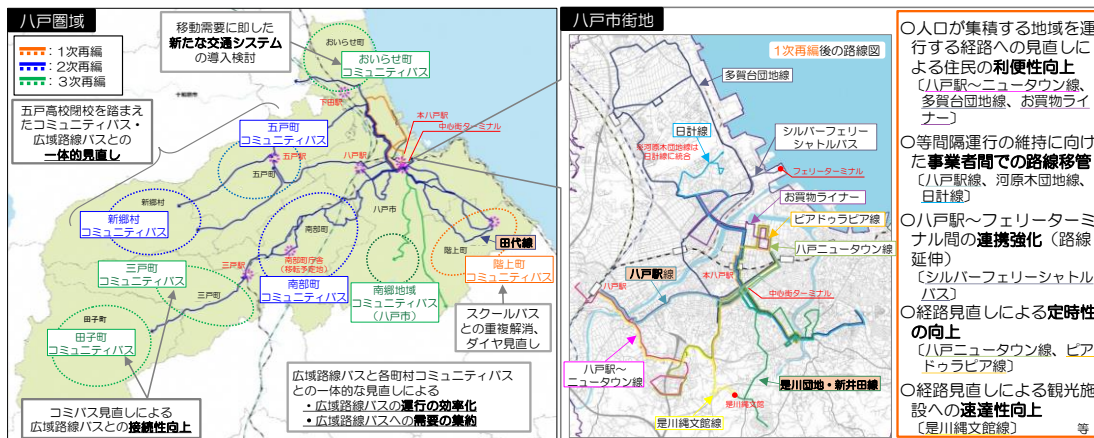 八戸圏域
:1次再編
:2次再編
:3次再編
移動需要に即した
新たな交通システム
の導入検討
おいらせ町
おいらせ町
コミュニティバス
下田駅
本八戸駅
中心街ターミナル
五戸高校閉校を踏まえ
たコミュニティバス・
広域路線バスとの
一体的見直し
五戸町
コミュニティバス
五戸駅
五戸町
八戸駅
八戸市
新郷村
新郷村
コミュニティバス
南部町
南部町庁舎
(移転予定地)
南部町
コミュニティバス
三戸町
コミュニティバス
三戸駅
三戸町
田子町
田子町
コミュニティバス
南郷地域
コミュニティバス
(八戸市)
田代線
階上町
階上町
コミュニティバス
スクールバス
との重複解消、
ダイヤ見直し
コミバス見直しによる
広域路線バスとの接続性向上
広域路線バスと各町村コミュニティバス
との一体的な見直しによる
・広域路線バスの運行の効率化
・広域路線バスへの需要の集約
八戸市街地
1次再編後の路線図
多賀台団地線
日計線
※河原木団地線は
日計線に統合
シルバーフェリー
シャトルバス
フェリーターミナル
お買物ライナー
ピアドゥラピア線
八戸ニュータウン線
八戸駅線
本八戸駅
八戸駅
中心街ターミナル
八戸駅~
ニュータウン線
是川団地・新井田線
是川縄文館
是川縄文館線
○人口が集積する地域を運
行する経路への見直しに
よる住民の利便性向上
〔八戸駅~ニュータウン線、
多賀台団地線、お買物ライ
ナー〕
○等間隔運行の維持に向け
た事業者間での路線移管
〔八戸駅線、河原木団地線、
日計線〕
○八戸駅~フェリーターミ
ナル間の連携強化(路線
延伸)
〔シルバーフェリーシャトル
バス〕
○経路見直しによる定時性
の向上
〔八戸ニュータウン線、ピア
ドゥラピア線〕
○経路見直しによる観光施
設への速達性向上
〔是川縄文館線〕 等